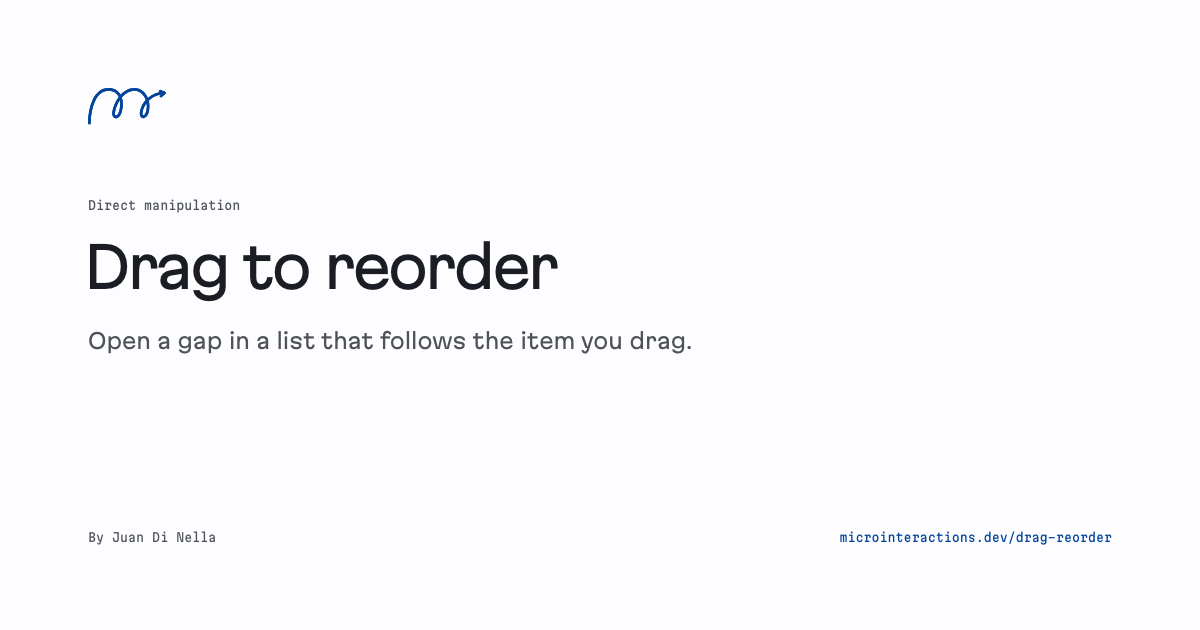 Direct manipulation
Drag to reorder
Open a gap in a list that follows the item you drag.
By Juan Di Nella
microinteractions.dev/drag-reorder